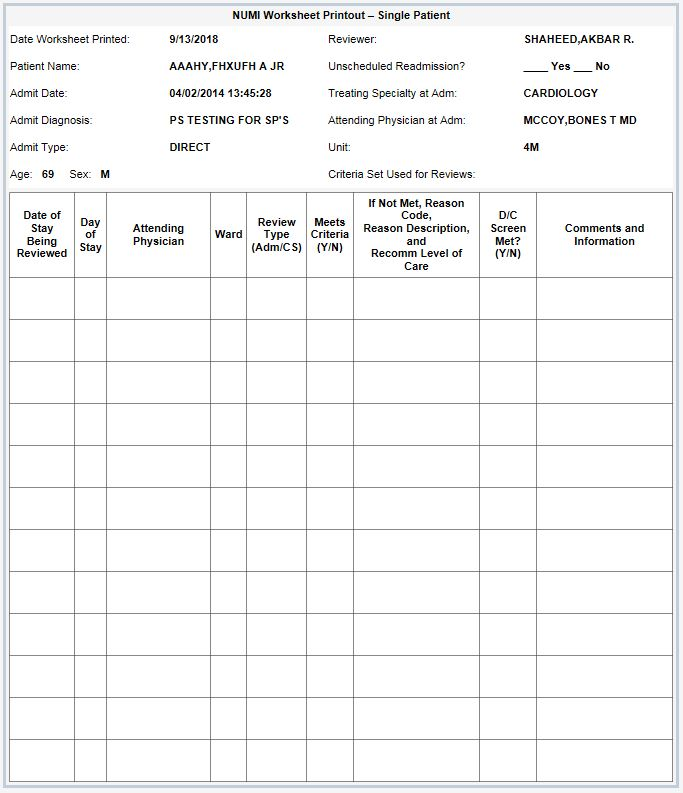 NUMI Worksheet Printout – Single Patient
Date Worksheet Printed: 9/13/2018 Reviewer: SHAHEED,AKBAR R.
Patient Name: AAAHY,FHXUFH A JR Unscheduled Readmission? ____ Yes ___ No
Admit Date: 04/02/2014 13:45:28 Treating Specialty at Adm: CARDIOLOGY
Admit Diagnosis: PS TESTING FOR SP'S Attending Physician at Adm: MCCOY,BONES T MD
Admit Type: DIRECT Unit: 4M
Age: 69 Sex: M Criteria Set Used for Reviews:
Date of
Stay
Being
Reviewed
Day
of
Stay
Attending
Physician
Ward
Review
Type
(Adm/CS)
Meets
Criteria
(Y/N)
If Not Met, Reason
Code,
Reason Description,
and
Recomm Level of
Care
D/C
Screen
Met?
(Y/N)
Comments and
Information